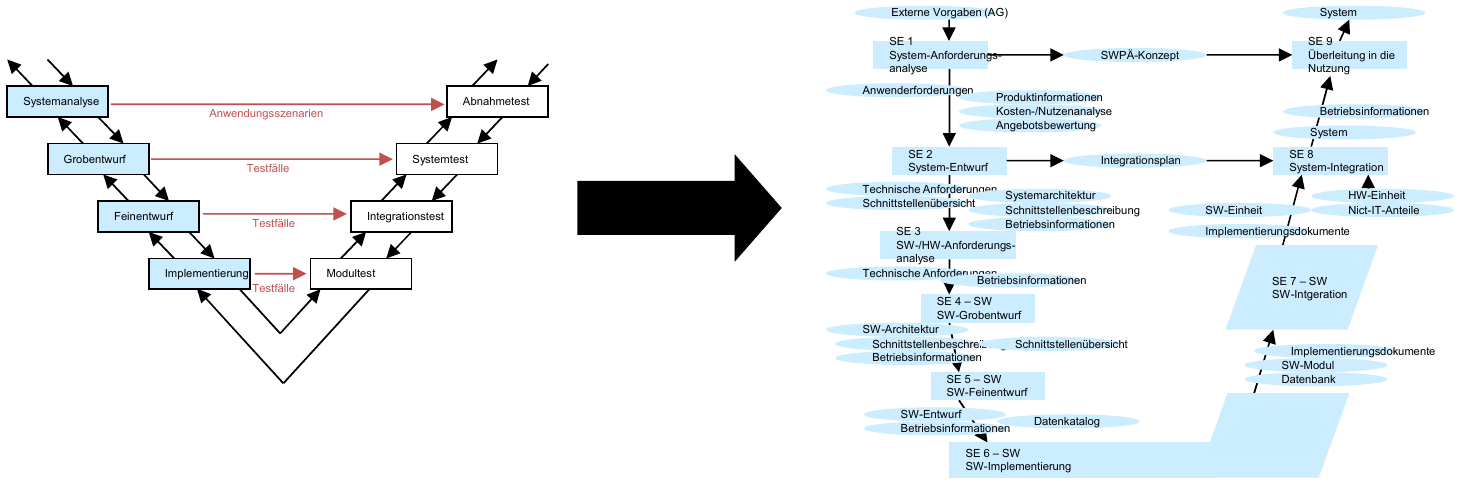 Systemanalyse
Abnahmetest
Anwendungsszenarien
Grobentwurf
Systemtest
Testfälle
Feinentwurf
Integrationstest
Testfälle
Implementierung
Modultest
Testfälle
Externe Vorgaben (AG)
System
SE 1
System-Anforderungs-
analyse
SWPÄ-Konzept
SE 9
Überleitung in die
Nutzung
Anwenderforderungen
Produktinformationen
Kosten-/Nutzenanalyse
Angebotsbewertung
Betriebsinformationen
System
SE 2
System-Entwurf
Integrationsplan
SE 8
System-Integration
Technische Anforderungen
Schnittstellenübersicht
Systemarchitektur
Schnittstellenbeschreibung
Betriebsinformationen
HW-Einheit
SW-Einheit
Nict-IT-Anteile
Implementierungsdokumente
SE 3
SW-/HW-Anforderungs-
analyse
Technische Anforderungen
Betriebsinformationen
SE 7 – SW
SW-Intgeration
SE 4 – SW
SW-Grobentwurf
SW-Architektur
Schnittstellenbeschreibung
Schnittstellenübersicht
Betriebsinformationen
Implementierungsdokumente
SW-Modul
Datenbank
SE 5 – SW
SW-Feinentwurf
SW-Entwurf
Betriebsinformationen
Datenkatalog
SE 6 – SW
SW-Implementierung